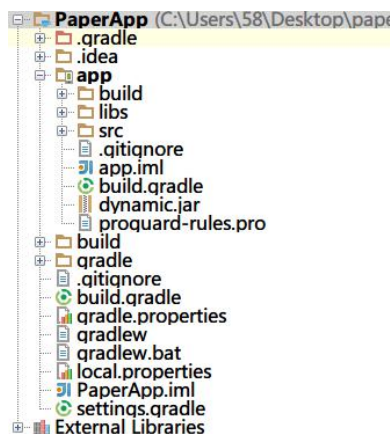 PaperApp (C:\Users\58\Desktop\pape
.gradle
.idea
app
build
libs
src
.gitignore
app.iml
build.gradle
dynamic.jar
proguard-rules.pro
build
gradle
.gitignore
build.gradle
gradle.properties
gradlew
gradlew.bat
local.properties
PaperApp.iml
settings.gradle
External Libraries